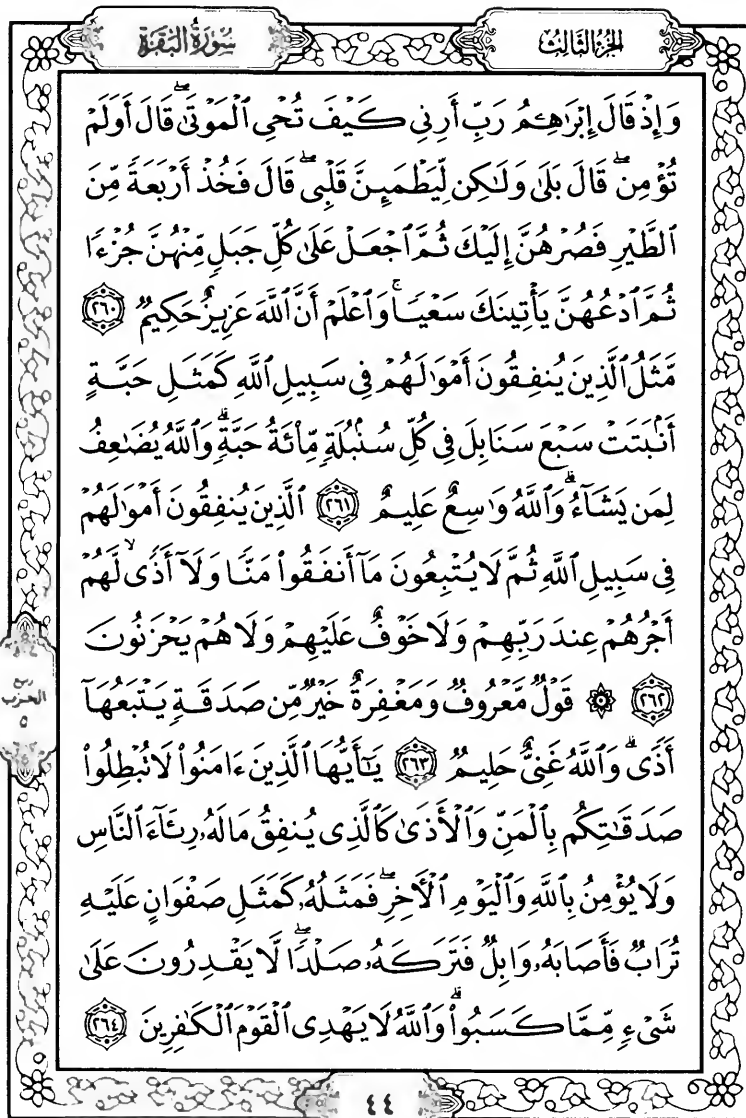 سُورَةُ البَقَرَةِ
الجُزْءُ الثَّالِثُ
وَإِذْ قَالَ إِبْرَٰهِـۧمُ رَبِّ أَرِنِى كَيْفَ تُحْىِ ٱلْمَوْتَىٰ ۖ قَالَ أَوَلَمْ
تُؤْمِن ۖ قَالَ بَلَىٰ وَلَـٰكِن لِّيَطْمَئِنَّ قَلْبِى ۖ قَالَ فَخُذْ أَرْبَعَةً مِّنَ
ٱلطَّيْرِ فَصُرْهُنَّ إِلَيْكَ ثُمَّ ٱجْعَلْ عَلَىٰ كُلِّ جَبَلٍ مِّنْهُنَّ جُزْءًا
ثُمَّ ٱدْعُهُنَّ يَأْتِينَكَ سَعْيًا ۚ وَٱعْلَمْ أَنَّ ٱللَّهَ عَزِيزٌ حَكِيمٌ ٢٦٠
مَّثَلُ ٱلَّذِينَ يُنفِقُونَ أَمْوَٰلَهُمْ فِى سَبِيلِ ٱللَّهِ كَمَثَلِ حَبَّةٍ
أَنۢبَتَتْ سَبْعَ سَنَابِلَ فِى كُلِّ سُنۢبُلَةٍ مِّا۟ئَةُ حَبَّةٍ ۗ وَٱللَّهُ يُضَـٰعِفُ
لِمَن يَشَآءُ ۗ وَٱللَّهُ وَٰسِعٌ عَلِيمٌ ٢٦١ ٱلَّذِينَ يُنفِقُونَ أَمْوَٰلَهُمْ
فِى سَبِيلِ ٱللَّهِ ثُمَّ لَا يُتْبِعُونَ مَآ أَنفَقُوا۟ مَنًّا وَلَآ أَذًى ۙ لَّهُمْ
أَجْرُهُمْ عِندَ رَبِّهِمْ وَلَا خَوْفٌ عَلَيْهِمْ وَلَا هُمْ يَحْزَنُونَ
٢٦٢ ۞ قَوْلٌ مَّعْرُوفٌ وَمَغْفِرَةٌ خَيْرٌ مِّن صَدَقَةٍ يَتْبَعُهَآ
أَذًى ۗ وَٱللَّهُ غَنِىٌّ حَلِيمٌ ٢٦٣ يَـٰٓأَيُّهَا ٱلَّذِينَ ءَامَنُوا۟ لَا تُبْطِلُوا۟
صَدَقَـٰتِكُم بِٱلْمَنِّ وَٱلْأَذَىٰ كَٱلَّذِى يُنفِقُ مَالَهُۥ رِئَآءَ ٱلنَّاسِ
وَلَا يُؤْمِنُ بِٱللَّهِ وَٱلْيَوْمِ ٱلْـَٔاخِرِ ۖ فَمَثَلُهُۥ كَمَثَلِ صَفْوَانٍ عَلَيْهِ
تُرَابٌ فَأَصَابَهُۥ وَابِلٌ فَتَرَكَهُۥ صَلْدًا ۖ لَّا يَقْدِرُونَ عَلَىٰ
شَىْءٍ مِّمَّا كَسَبُوا۟ ۗ وَٱللَّهُ لَا يَهْدِى ٱلْقَوْمَ ٱلْكَـٰفِرِينَ ٢٦٤
ربع
الحزب
٥
٤٤